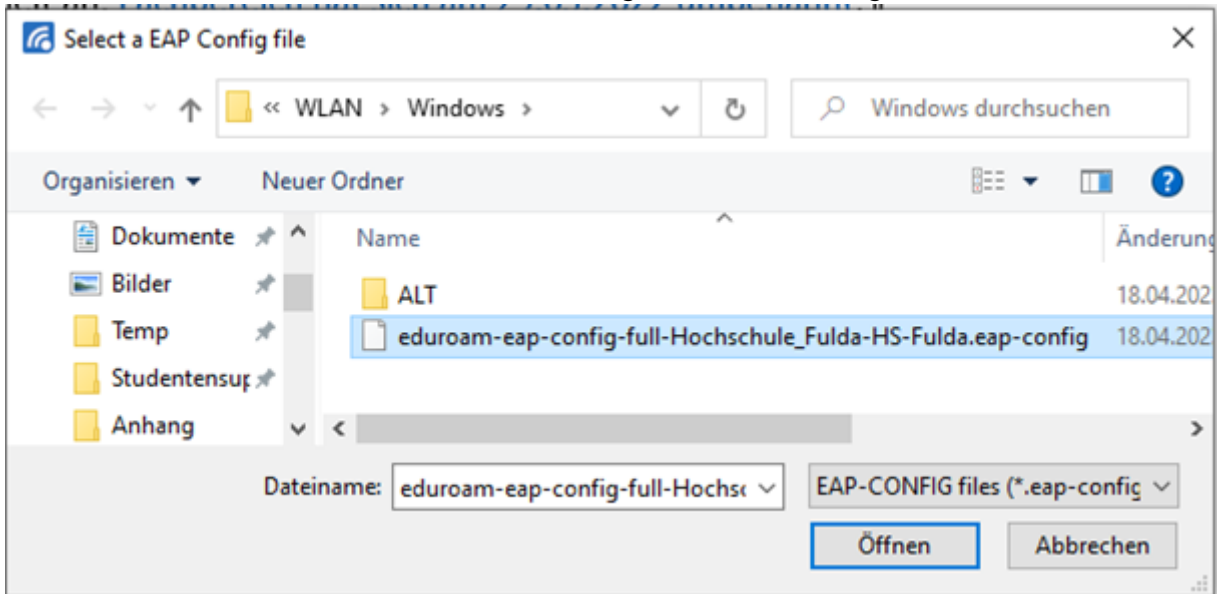 Select a EAP Config file
« WLAN › Windows ›
Windows durchsuchen
Organisieren
Neuer Ordner
Dokumente
Bilder
Temp
Studentensup
Anhang
Name
Änderung
ALT
18.04.202
eduroam-eap-config-full-Hochschule_Fulda-HS-Fulda.eap-config
18.04.202
Dateiname:
eduroam-eap-config-full-Hochsc
EAP-CONFIG files (*.eap-config
Öffnen
Abbrechen